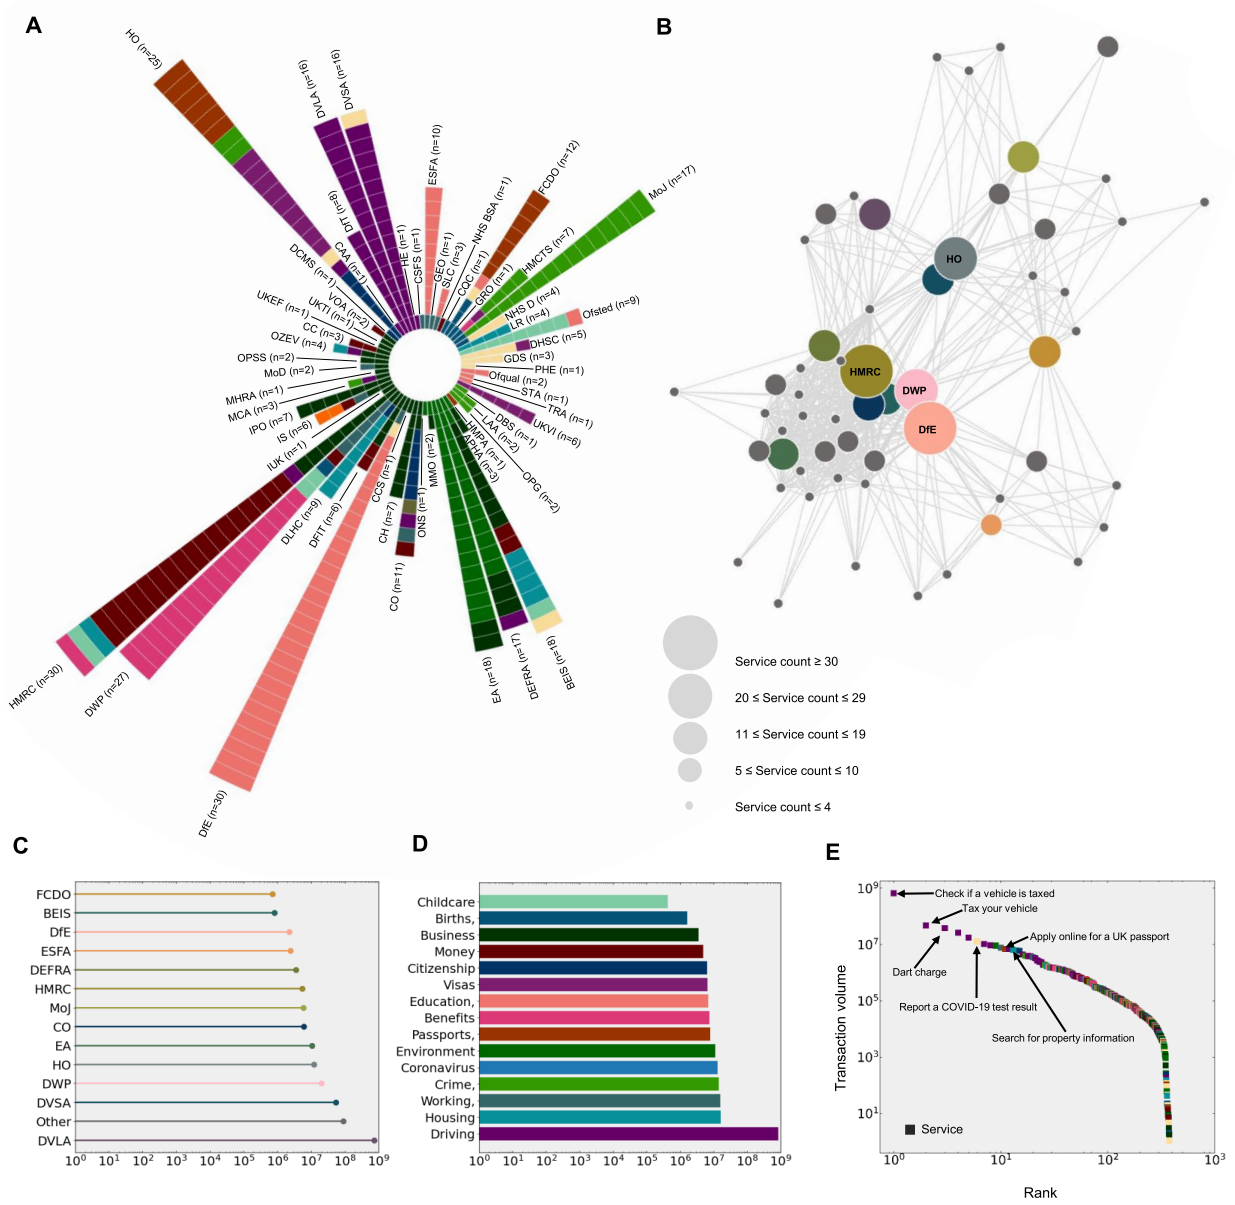 A
B
HO (n=25)
DVLA (n=16)
DVSA (n=16)
DfT (n=8)
CAA (n=1)
DCMS (n=1)
VOA (n=2)
UKTI (n=1)
UKEF (n=1)
CC (n=3)
OZEV (n=4)
OPSS (n=2)
MoD (n=2)
MHRA (n=1)
MCA (n=3)
IPO (n=7)
IS (n=6)
IUK (n=1)
HMRC (n=30)
DWP (n=27)
DLHC (n=9)
DFIT (n=6)
DfE (n=30)
CCS (n=1)
CH (n=7)
CO (n=11)
ONS (n=1)
MMO (n=2)
EA (n=18)
DEFRA (n=17)
BEIS (n=18)
APHA (n=3)
HMPA (n=1)
OPG (n=2)
LAA (n=2)
DBS (n=1)
UKVI (n=6)
TRA (n=1)
STA (n=1)
Ofqual (n=2)
PHE (n=1)
GDS (n=3)
DHSC (n=5)
Ofsted (n=9)
LR (n=4)
NHS D (n=4)
MoJ (n=17)
HMCTS (n=7)
GRO (n=1)
FCDO (n=12)
CQC (n=1)
NHS BSA (n=1)
SLC (n=3)
GEO (n=1)
ESFA (n=10)
CSFS (n=1)
HE (n=1)
HO
HMRC
DWP
DfE
Service count ≥ 30
20 ≤ Service count ≤ 29
11 ≤ Service count ≤ 19
5 ≤ Service count ≤ 10
Service count ≤ 4
C
FCDO
BEIS
DfE
ESFA
DEFRA
HMRC
MoJ
CO
EA
HO
DWP
DVSA
Other
DVLA
10⁰ 10¹ 10² 10³ 10⁴ 10⁵ 10⁶ 10⁷ 10⁸ 10⁹
D
Childcare
Births,
Business
Money
Citizenship
Visas
Education,
Benefits
Passports,
Environment
Coronavirus
Crime,
Working,
Housing
Driving
10⁰ 10¹ 10² 10³ 10⁴ 10⁵ 10⁶ 10⁷ 10⁸ 10⁹
E
Transaction volume
10⁹
10⁷
10⁵
10³
10¹
Check if a vehicle is taxed
Tax your vehicle
Apply online for a UK passport
Dart charge
Report a COVID-19 test result
Search for property information
Service
10⁰ 10¹ 10² 10³
Rank